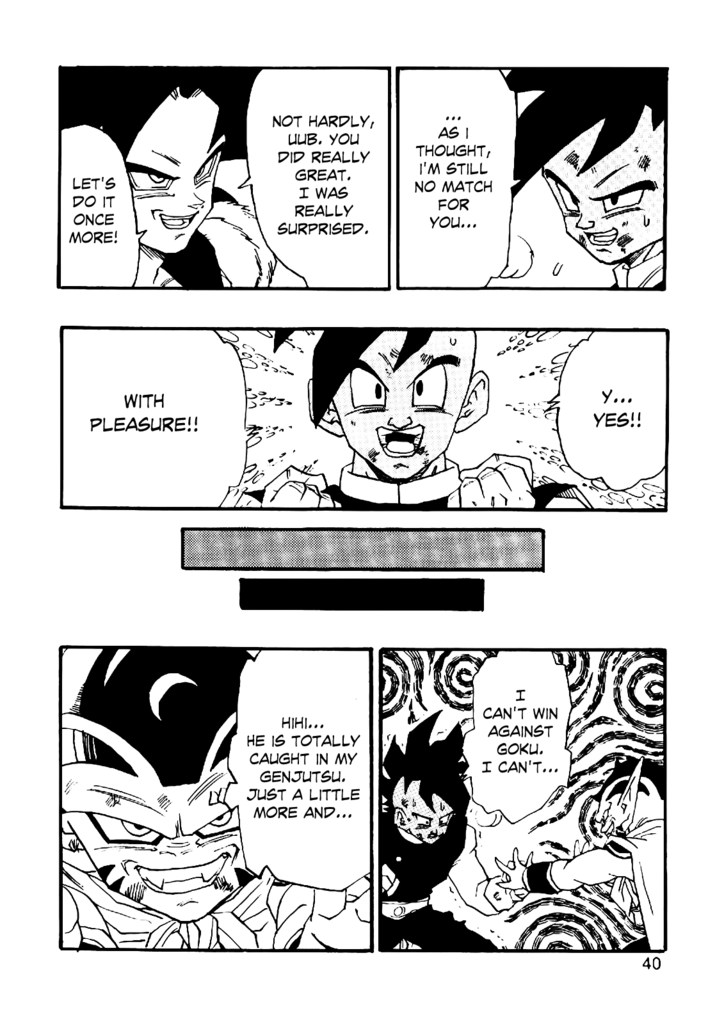 ...
AS I
THOUGHT,
I'M STILL
NO MATCH
FOR
YOU...
NOT HARDLY,
UUB. YOU
DID REALLY
GREAT.
I WAS
REALLY
SURPRISED.
LET'S
DO IT
ONCE
MORE!
Y...
YES!!
WITH
PLEASURE!!
I
CAN'T WIN
AGAINST
GOKU.
I CAN'T...
HIHI...
HE IS TOTALLY
CAUGHT IN MY
GENJUTSU.
JUST A LITTLE
MORE AND...
40